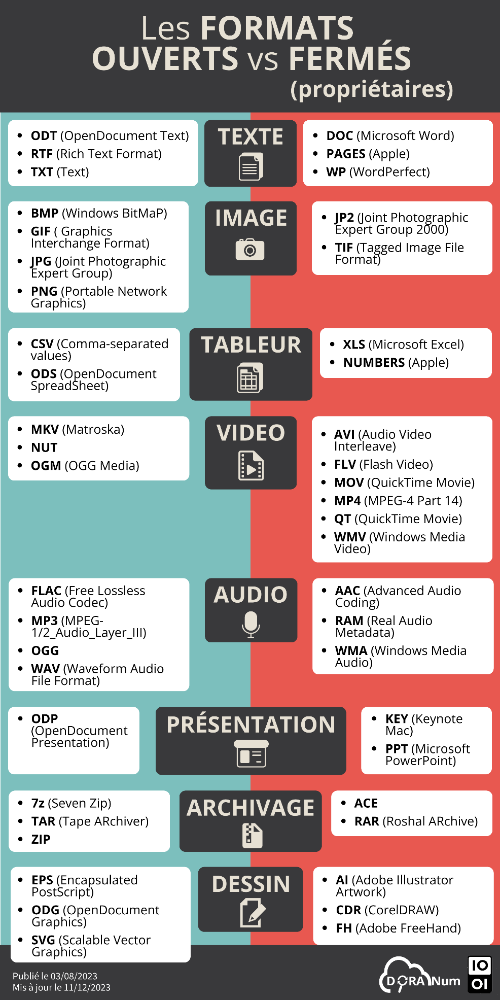 Les FORMATS
OUVERTS vs FERMÉS
(propriétaires)
• ODT (OpenDocument Text)
• RTF (Rich Text Format)
• TXT (Text)
TEXTE
• DOC (Microsoft Word)
• PAGES (Apple)
• WP (WordPerfect)
• BMP (Windows BitMaP)
• GIF ( Graphics
Interchange Format)
• JPG (Joint Photographic
Expert Group)
• PNG (Portable Network
Graphics)
IMAGE
• JP2 (Joint Photographic
Expert Group 2000)
• TIF (Tagged Image File
Format)
• CSV (Comma-separated
values)
• ODS (OpenDocument
SpreadSheet)
TABLEUR
• XLS (Microsoft Excel)
• NUMBERS (Apple)
• MKV (Matroska)
• NUT
• OGM (OGG Media)
VIDEO
• AVI (Audio Video
Interleave)
• FLV (Flash Video)
• MOV (QuickTime Movie)
• MP4 (MPEG-4 Part 14)
• QT (QuickTime Movie)
• WMV (Windows Media
Video)
• FLAC (Free Lossless
Audio Codec)
• MP3 (MPEG-
1/2_Audio_Layer_III)
• OGG
• WAV (Waveform Audio
File Format)
AUDIO
• AAC (Advanced Audio
Coding)
• RAM (Real Audio
Metadata)
• WMA (Windows Media
Audio)
• ODP
(OpenDocument
Presentation)
PRÉSENTATION
• KEY (Keynote
Mac)
• PPT (Microsoft
PowerPoint)
• 7z (Seven Zip)
• TAR (Tape ARchiver)
• ZIP
ARCHIVAGE
• ACE
• RAR (Roshal ARchive)
• EPS (Encapsulated
PostScript)
• ODG (OpenDocument
Graphics)
• SVG (Scalable Vector
Graphics)
DESSIN
• AI (Adobe Illustrator
Artwork)
• CDR (CorelDRAW)
• FH (Adobe FreeHand)
Publié le 03/08/2023
Mis à jour le 11/12/2023
DORANum
IO
OI